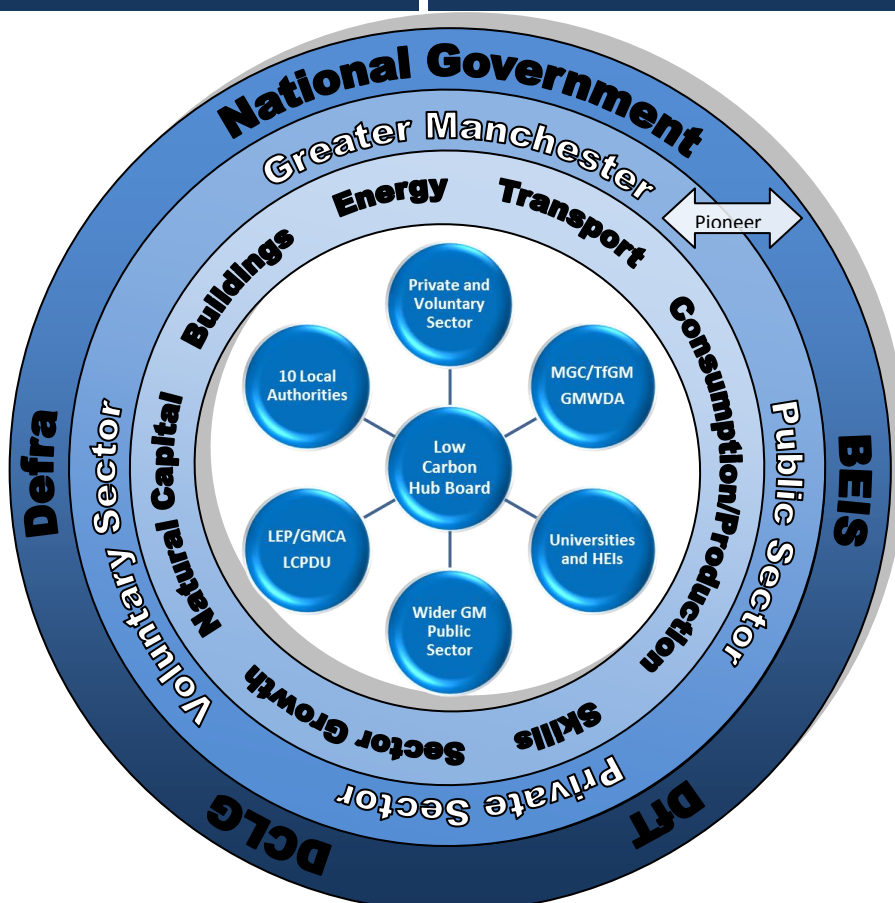 National Government
BEIS
DfT
DCLG
Defra
Greater Manchester
Public Sector
Private Sector
Voluntary Sector
Pioneer
Energy
Transport
Consumption/Production
Skills
Sector Growth
Natural Capital
Buildings
Private and
Voluntary
Sector
MGC/TfGM
GMWDA
Universities
and HEIs
Wider GM
Public
Sector
LEP/GMCA
LCPDU
10 Local
Authorities
Low
Carbon
Hub Board